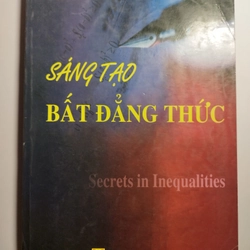 SÁNG TẠO
BẤT ĐẲNG THỨC
Secrets in Inequalities